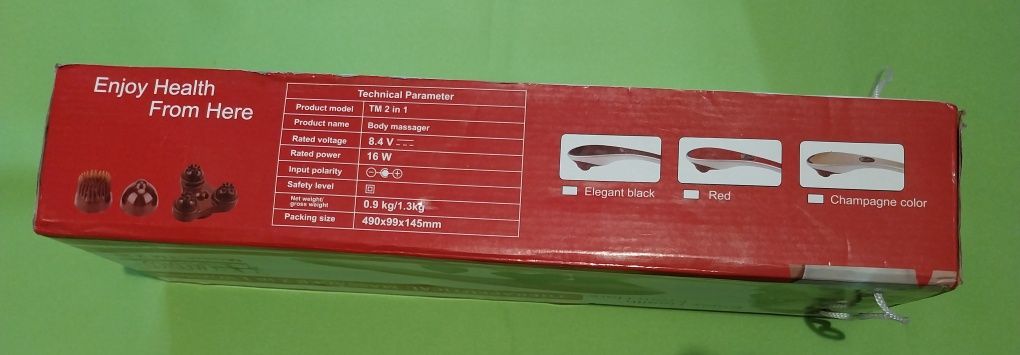 Enjoy Health
From Here
Technical Parameter
Product model TM 2 in 1
Product name Body massager
Rated voltage 8.4 V
Rated power 16 W
Input polarity
Safety level
Net weight/
gross weight 0.9 kg/1.3kg
Packing size 490x99x145mm
Elegant black
Red
Champagne color